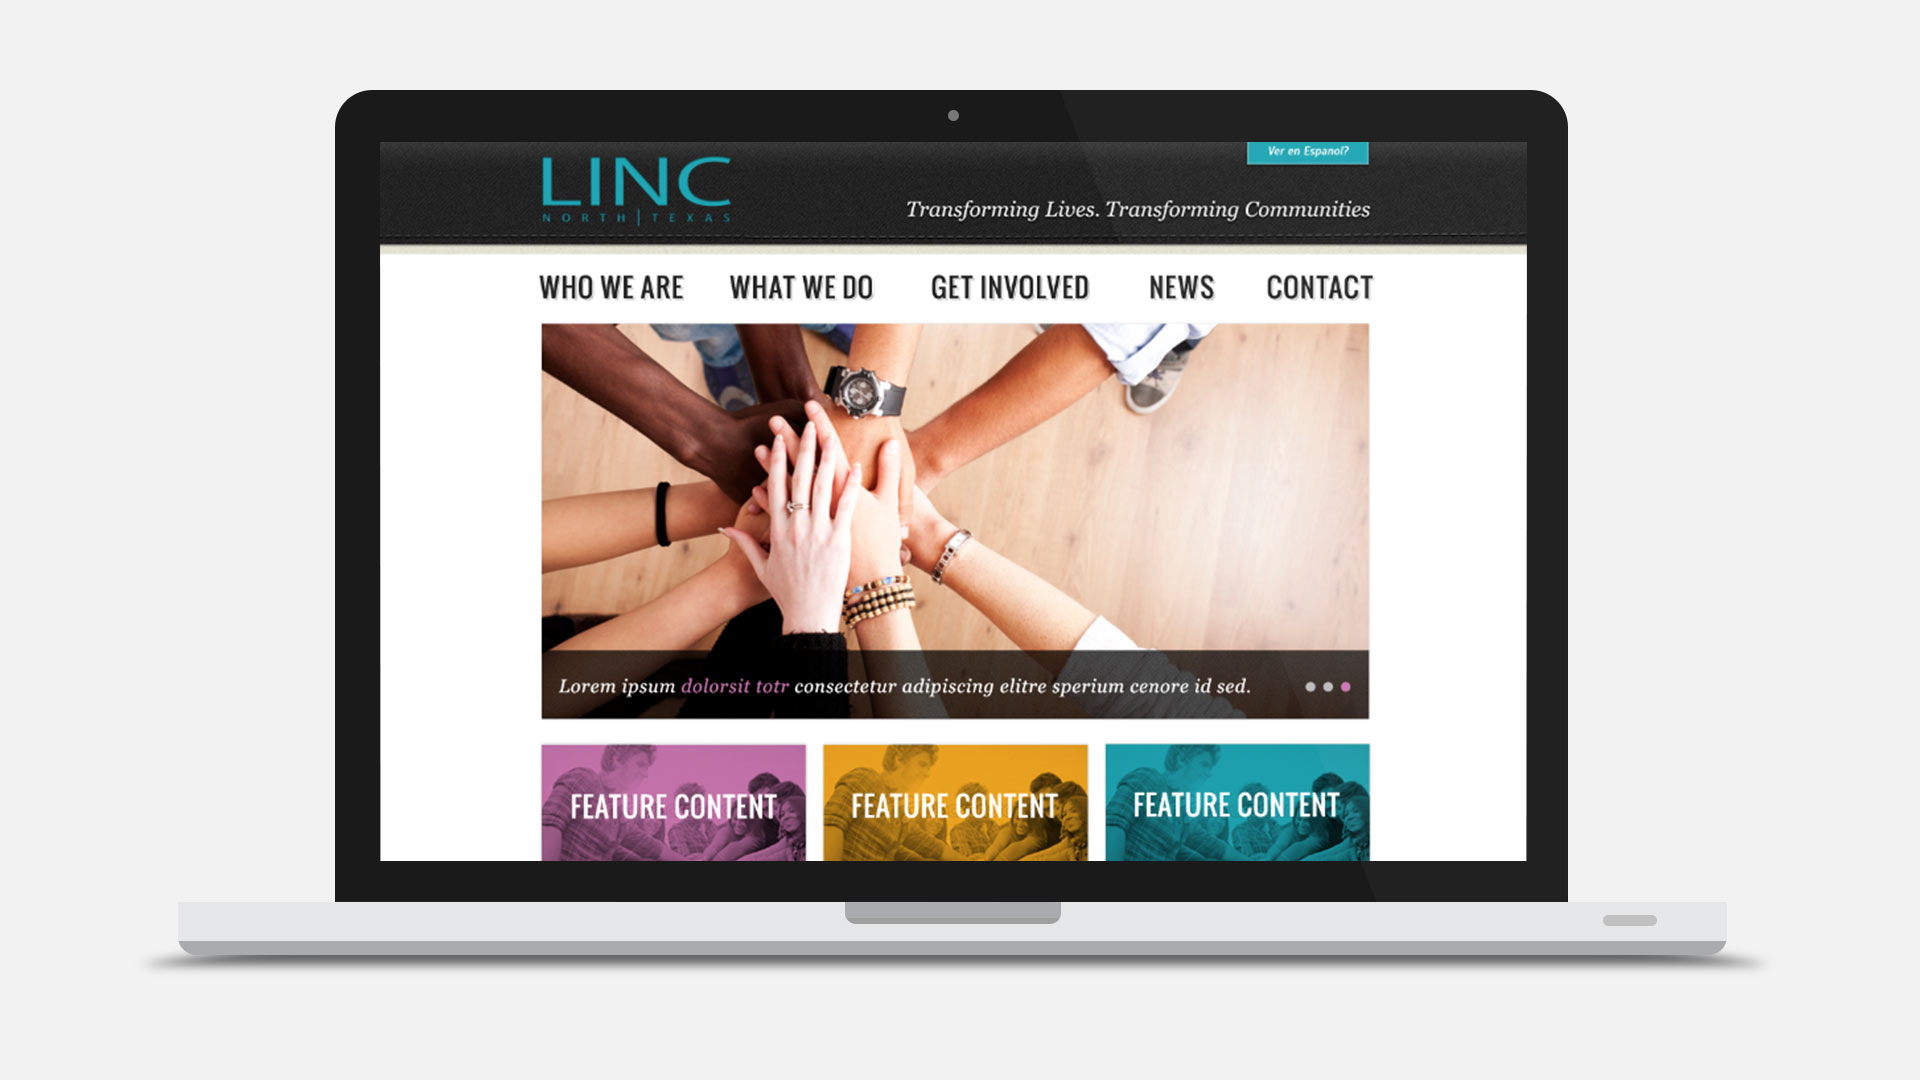 LINC
NORTH | TEXAS
Ver en Espanol?
Transforming Lives. Transforming Communities
WHO WE ARE WHAT WE DO GET INVOLVED NEWS CONTACT
Lorem ipsum dolorsit totr consectetur adipiscing elitre sperium cenore id sed.
FEATURE CONTENT FEATURE CONTENT FEATURE CONTENT